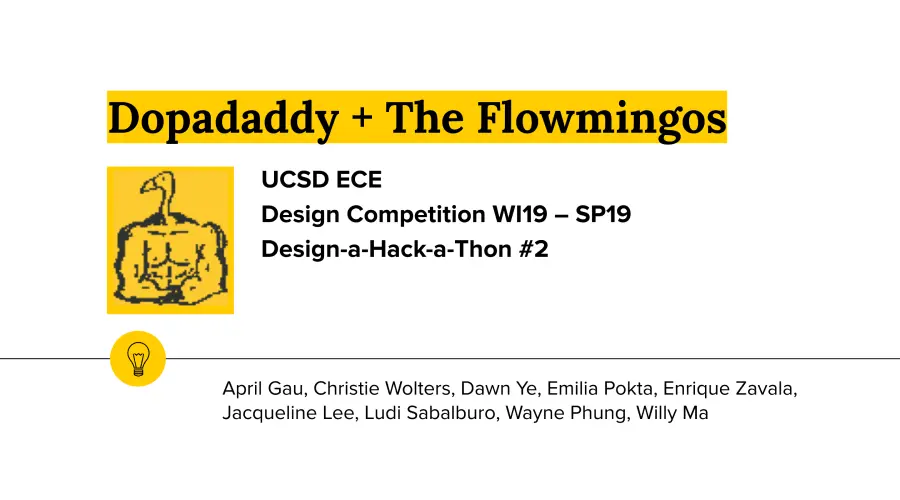 Dopadaddy + The Flowmingos
UCSD ECE
Design Competition WI19 – SP19
Design-a-Hack-a-Thon #2
April Gau, Christie Wolters, Dawn Ye, Emilia Pokta, Enrique Zavala,
Jacqueline Lee, Ludi Sabalburo, Wayne Phung, Willy Ma